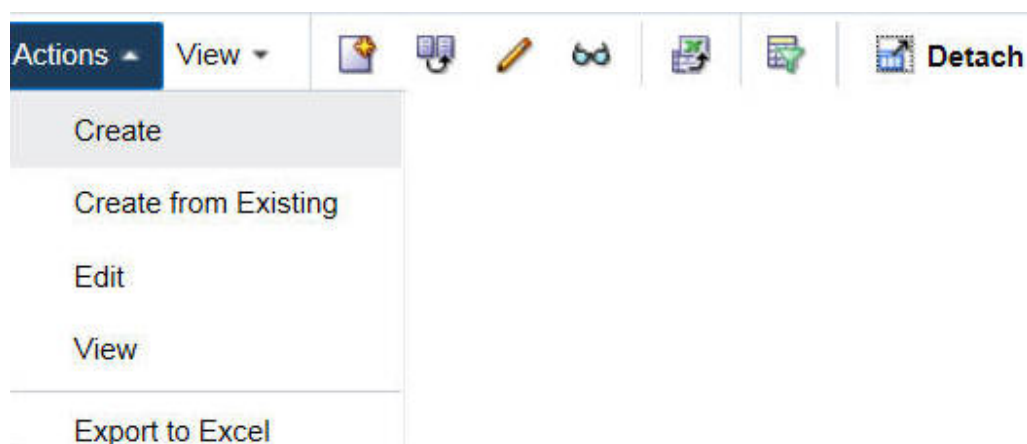 Actions View Detach
Create
Create from Existing
Edit
View
Export to Excel